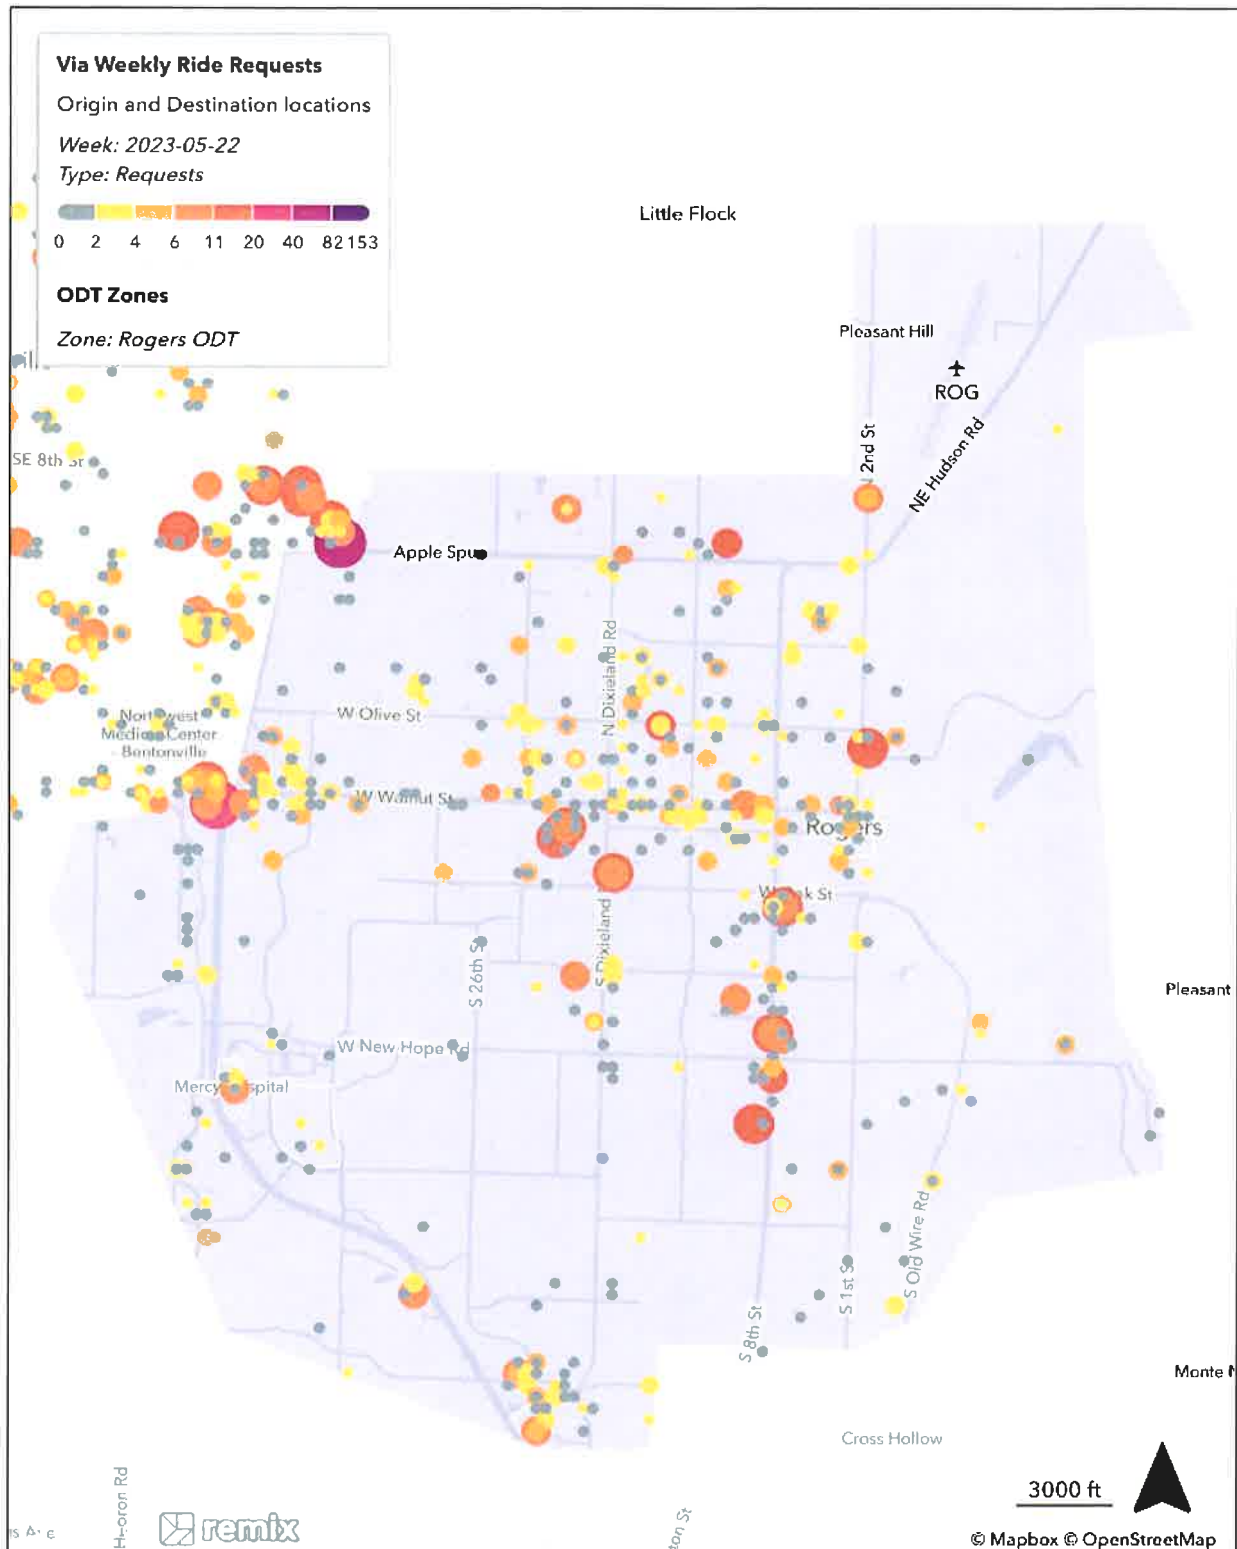 Via Weekly Ride Requests
Origin and Destination locations
Week: 2023-05-22
Type: Requests
0 2 4 6 11 20 40 82 153
ODT Zones
Zone: Rogers ODT
Little Flock
Pleasant Hill
ROG
N 2nd St
NE Hudson Rd
SE 8th St
Apple Spur
N Dixieland Rd
W Olive St
Northwest
Medical Center
Bentonville
W Walnut St
Rogers
S Dixieland
S 26th S
Pleasant
W New Hope Rd
Mercy Hospital
S Old Wire Rd
S 1st S
S 8th St
Monte N
Cross Hollow
3000 ft
remix
ton St
© Mapbox © OpenStreetMap